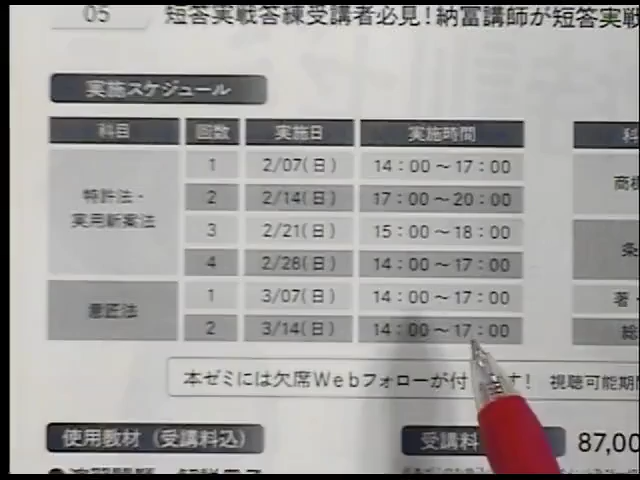 05 短答実戦答練受講者必見!納冨講師が短答実戦
実施スケジュール
科目 回数 実施日 実施時間 科
特許法・実用新案法 1 2/07(日) 14:00～17:00 商標
2 2/14(日) 17:00～20:00
3 2/21(日) 15:00～18:00 条
4 2/28(日) 14:00～17:00
意匠法 1 3/07(日) 14:00～17:00 著
2 3/14(日) 14:00～17:00 総
本ゼミには欠席Webフォローが付 す! 視聴可能期間
使用教材(受講料込) 受講料 87,00